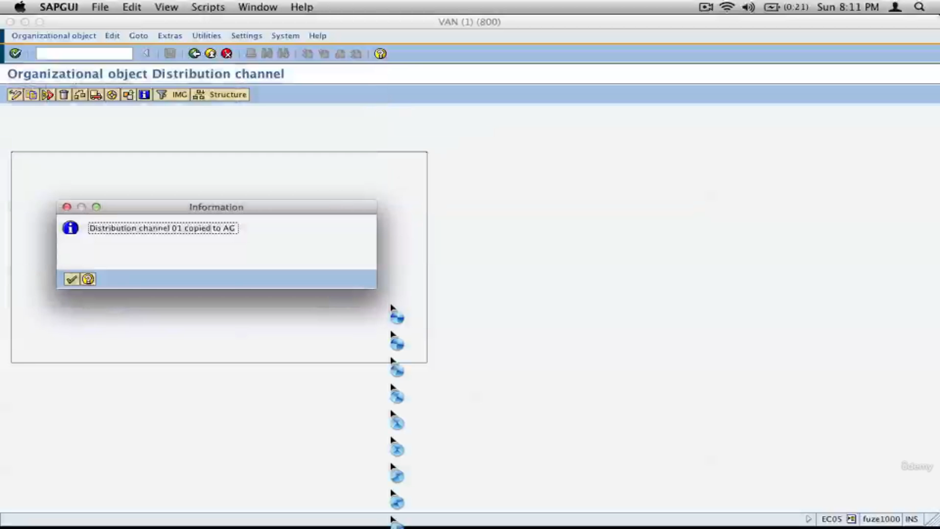 SAPGUI File Edit View Scripts Window Help (0:21) Sun 8:11 PM
VAN (1) (800)
Organizational object Edit Goto Extras Utilities Settings System Help
Organizational object Distribution channel
IMG Structure
Information
Distribution channel 01 copied to AG
Udemy
EC05 fuze1000 INS